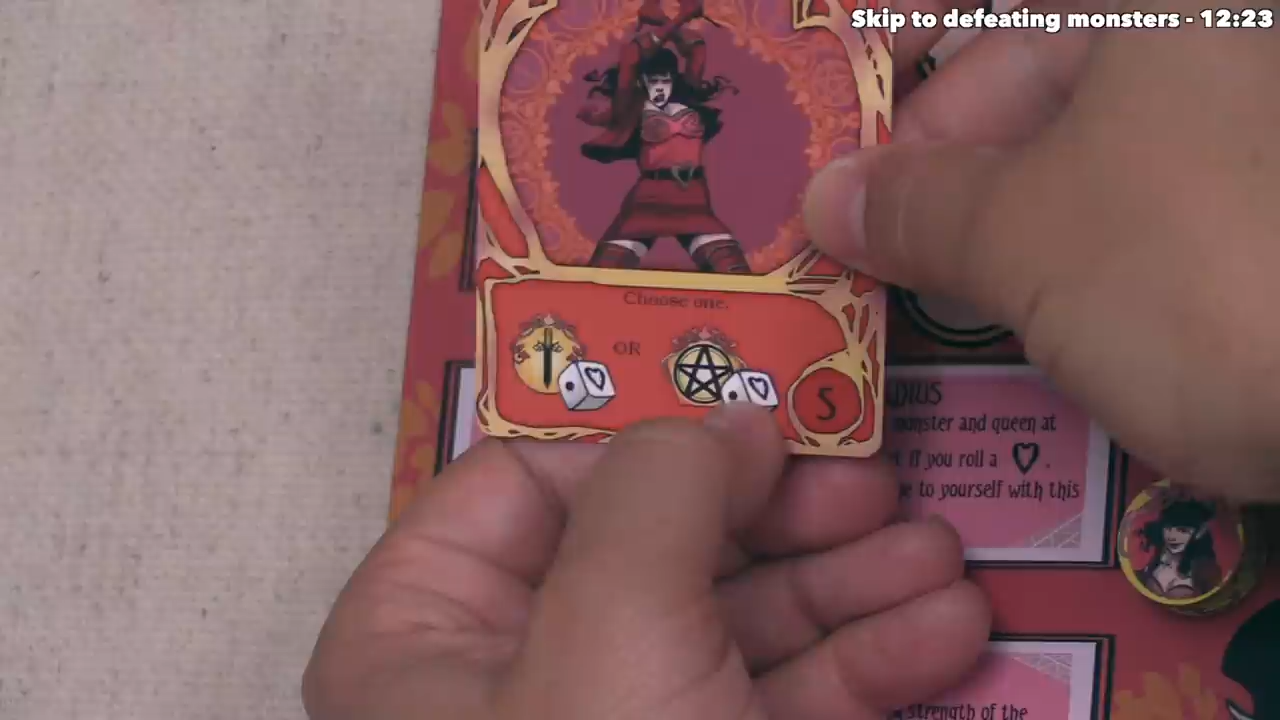 Skip to defeating monsters - 12:23
Choose one.
OR
5
monster and queen at
if you roll a
to yourself with this
strength of the